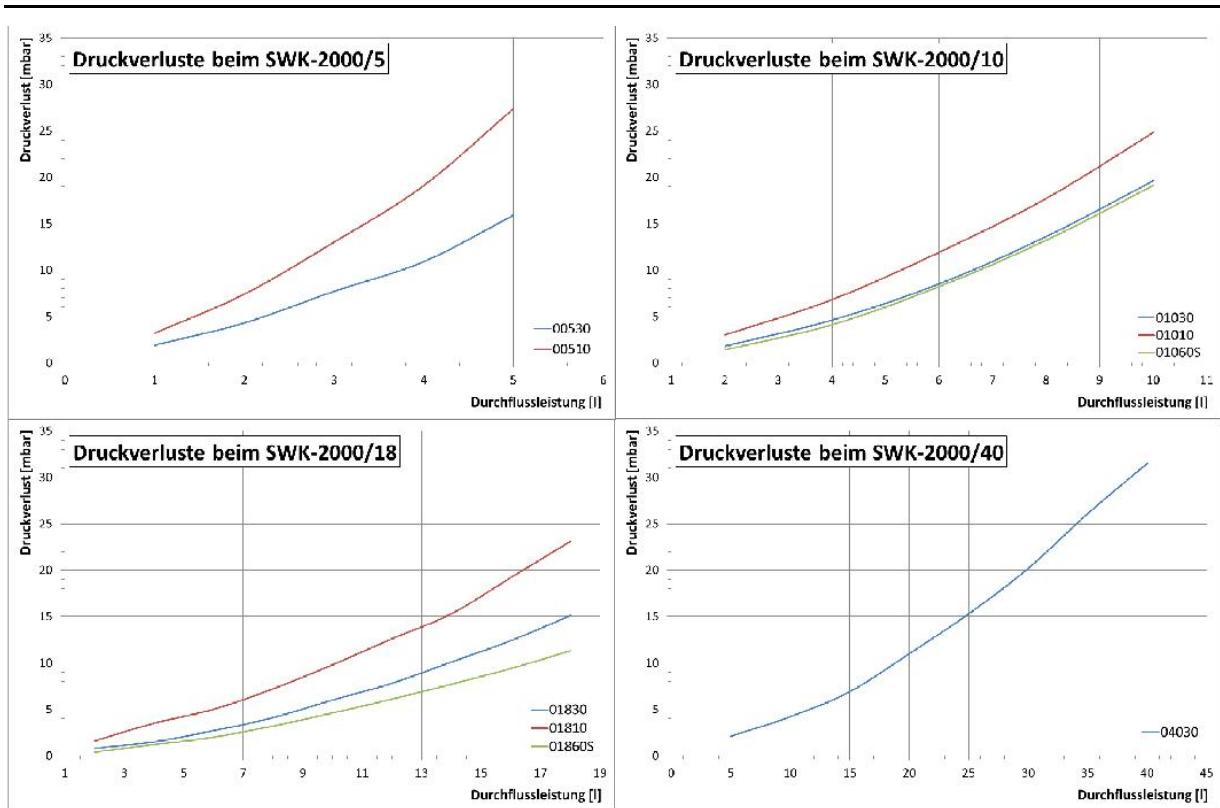 Druckverluste beim SWK-2000/5
Druckverlust [mbar]
35
30
25
20
15
10
5
0
0 1 2 3 4 5 6
Durchflussleistung [l]
00530
00510
Druckverluste beim SWK-2000/10
Druckverlust [mbar]
35
30
25
20
15
10
5
0
1 2 3 4 5 6 7 8 9 10 11
Durchflussleistung [l]
01030
01010
01060S
Druckverluste beim SWK-2000/18
Druckverlust [mbar]
35
30
25
20
15
10
5
0
1 3 5 7 9 11 13 15 17 19
Durchflussleistung [l]
01830
01810
01860S
Druckverluste beim SWK-2000/40
Druckverlust [mbar]
35
30
25
20
15
10
5
0
0 5 10 15 20 25 30 35 40 45
Durchflussleistung [l]
04030